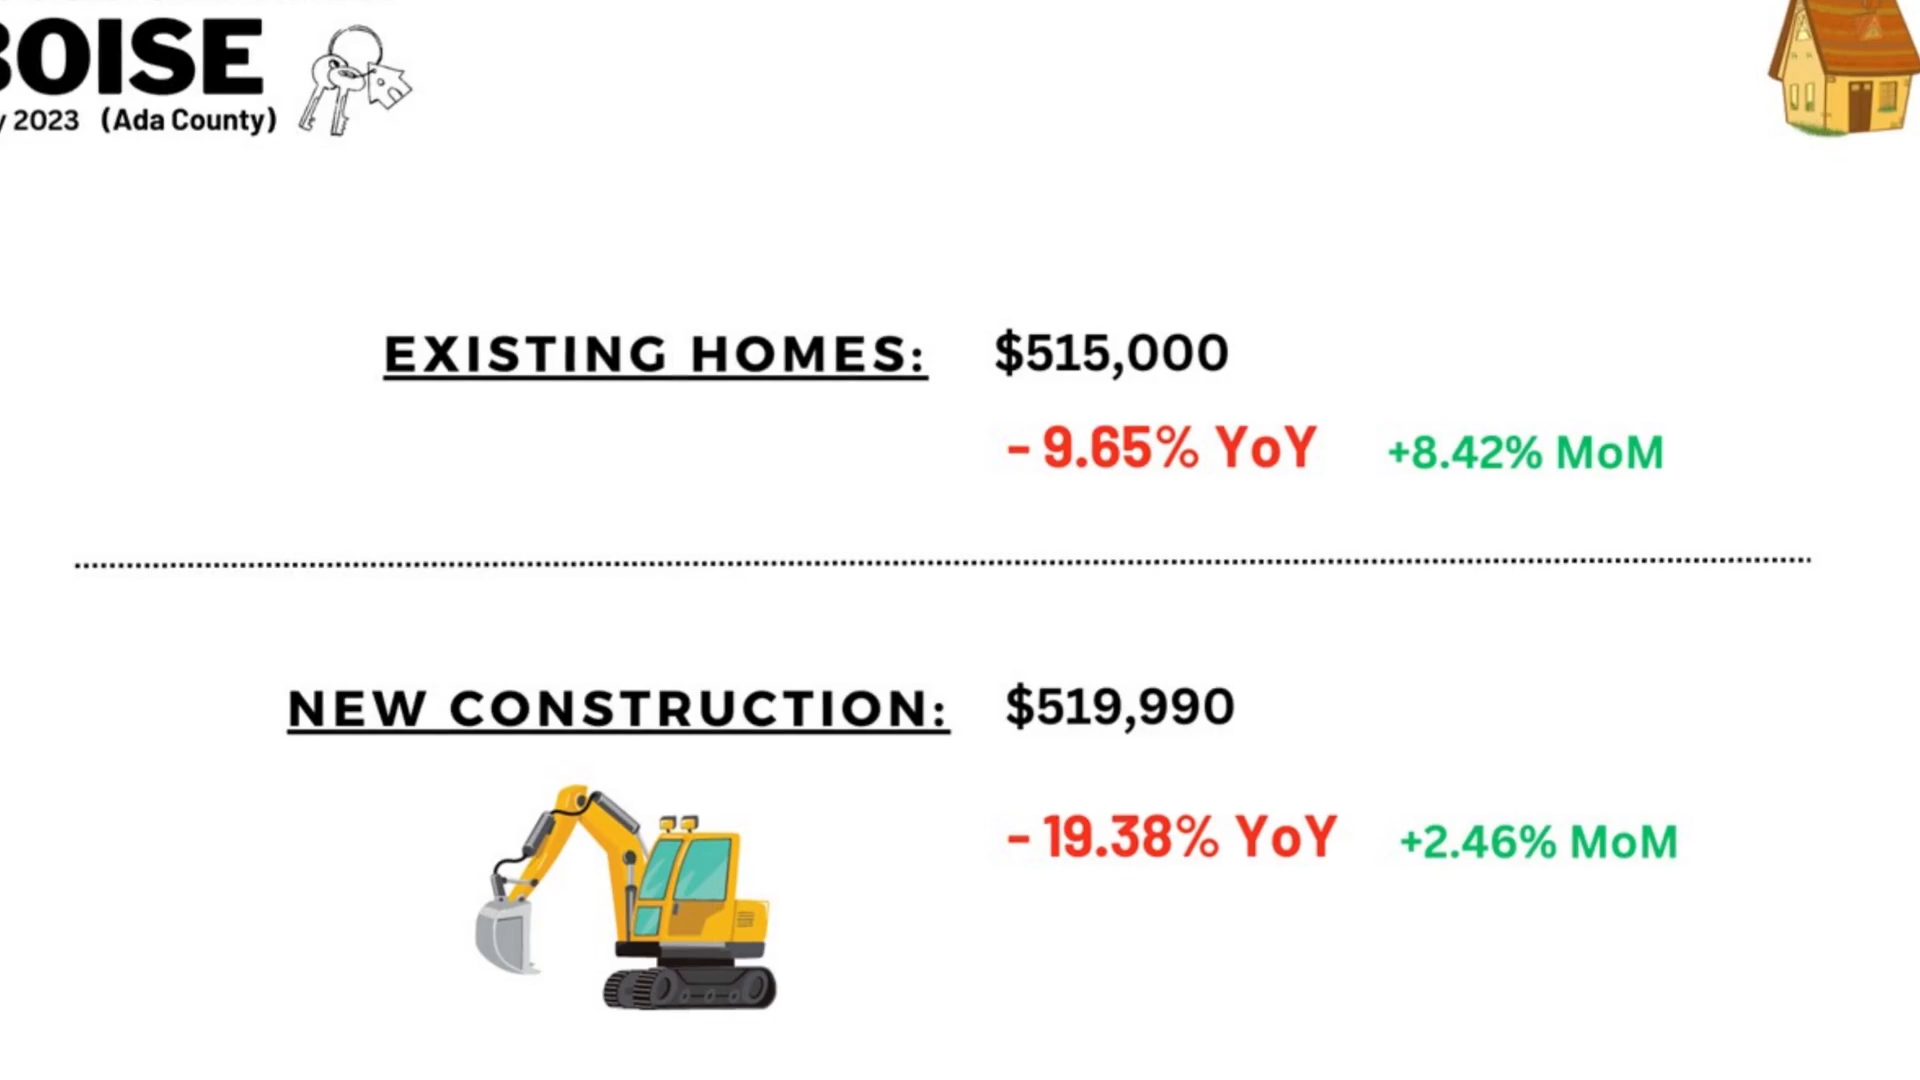 BOISE
2023 (Ada County)
EXISTING HOMES: $515,000
- 9.65% YoY +8.42% MoM
NEW CONSTRUCTION: $519,990
- 19.38% YoY +2.46% MoM